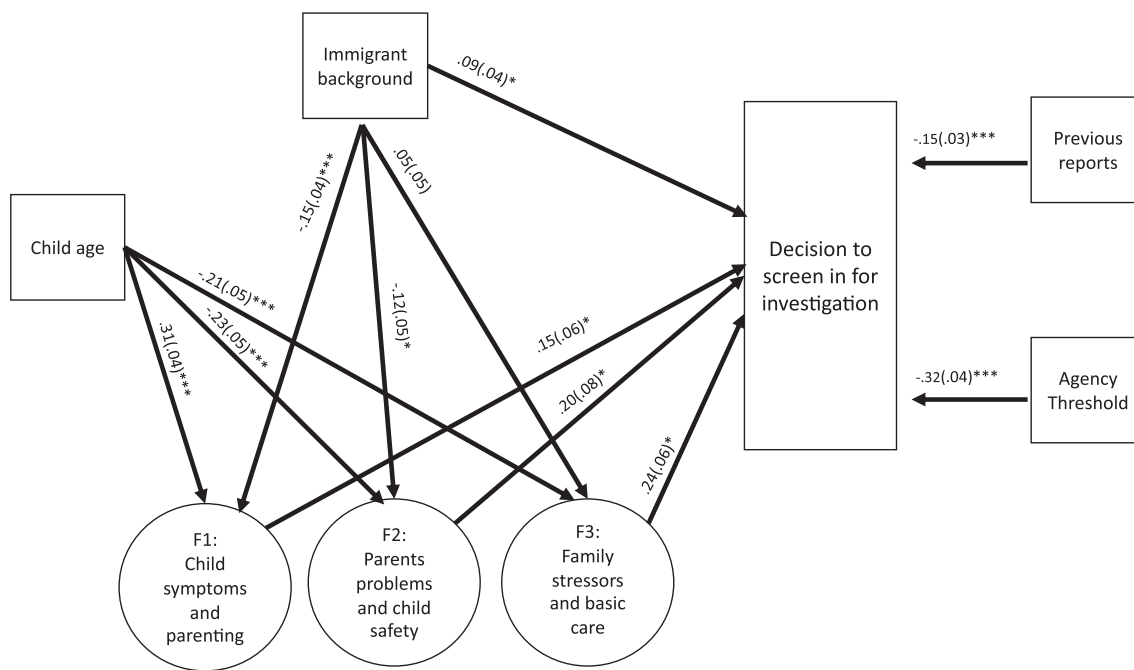 Immigrant
background
.09(.04)*
Previous
reports
-.15(.03)***
Child age
-.15(.04)***
.05(.05)
Decision to
screen in for
investigation
-.21(.05)***
-.23(.05)***
.31(.04)***
-.12(.05)*
.15(.06)*
.20(.08)*
.24(.06)*
-.32(.04)***
Agency
Threshold
F1:
Child
symptoms
and
parenting
F2:
Parents
problems
and child
safety
F3:
Family
stressors
and basic
care